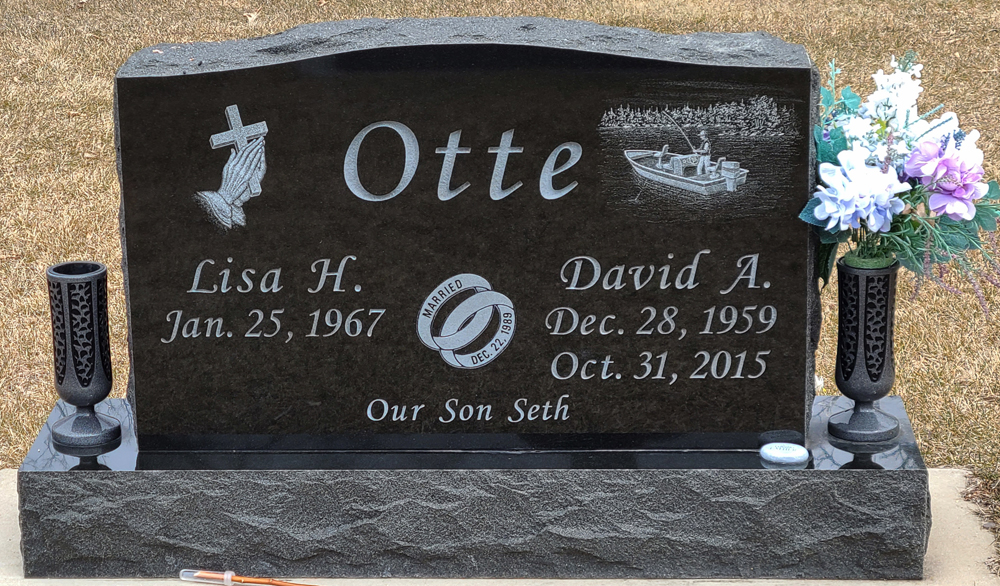 Otte
Lisa H.
Jan. 25, 1967
MARRIED
DEC. 22, 1989
David A.
Dec. 28, 1959
Oct. 31, 2015
Our Son Seth